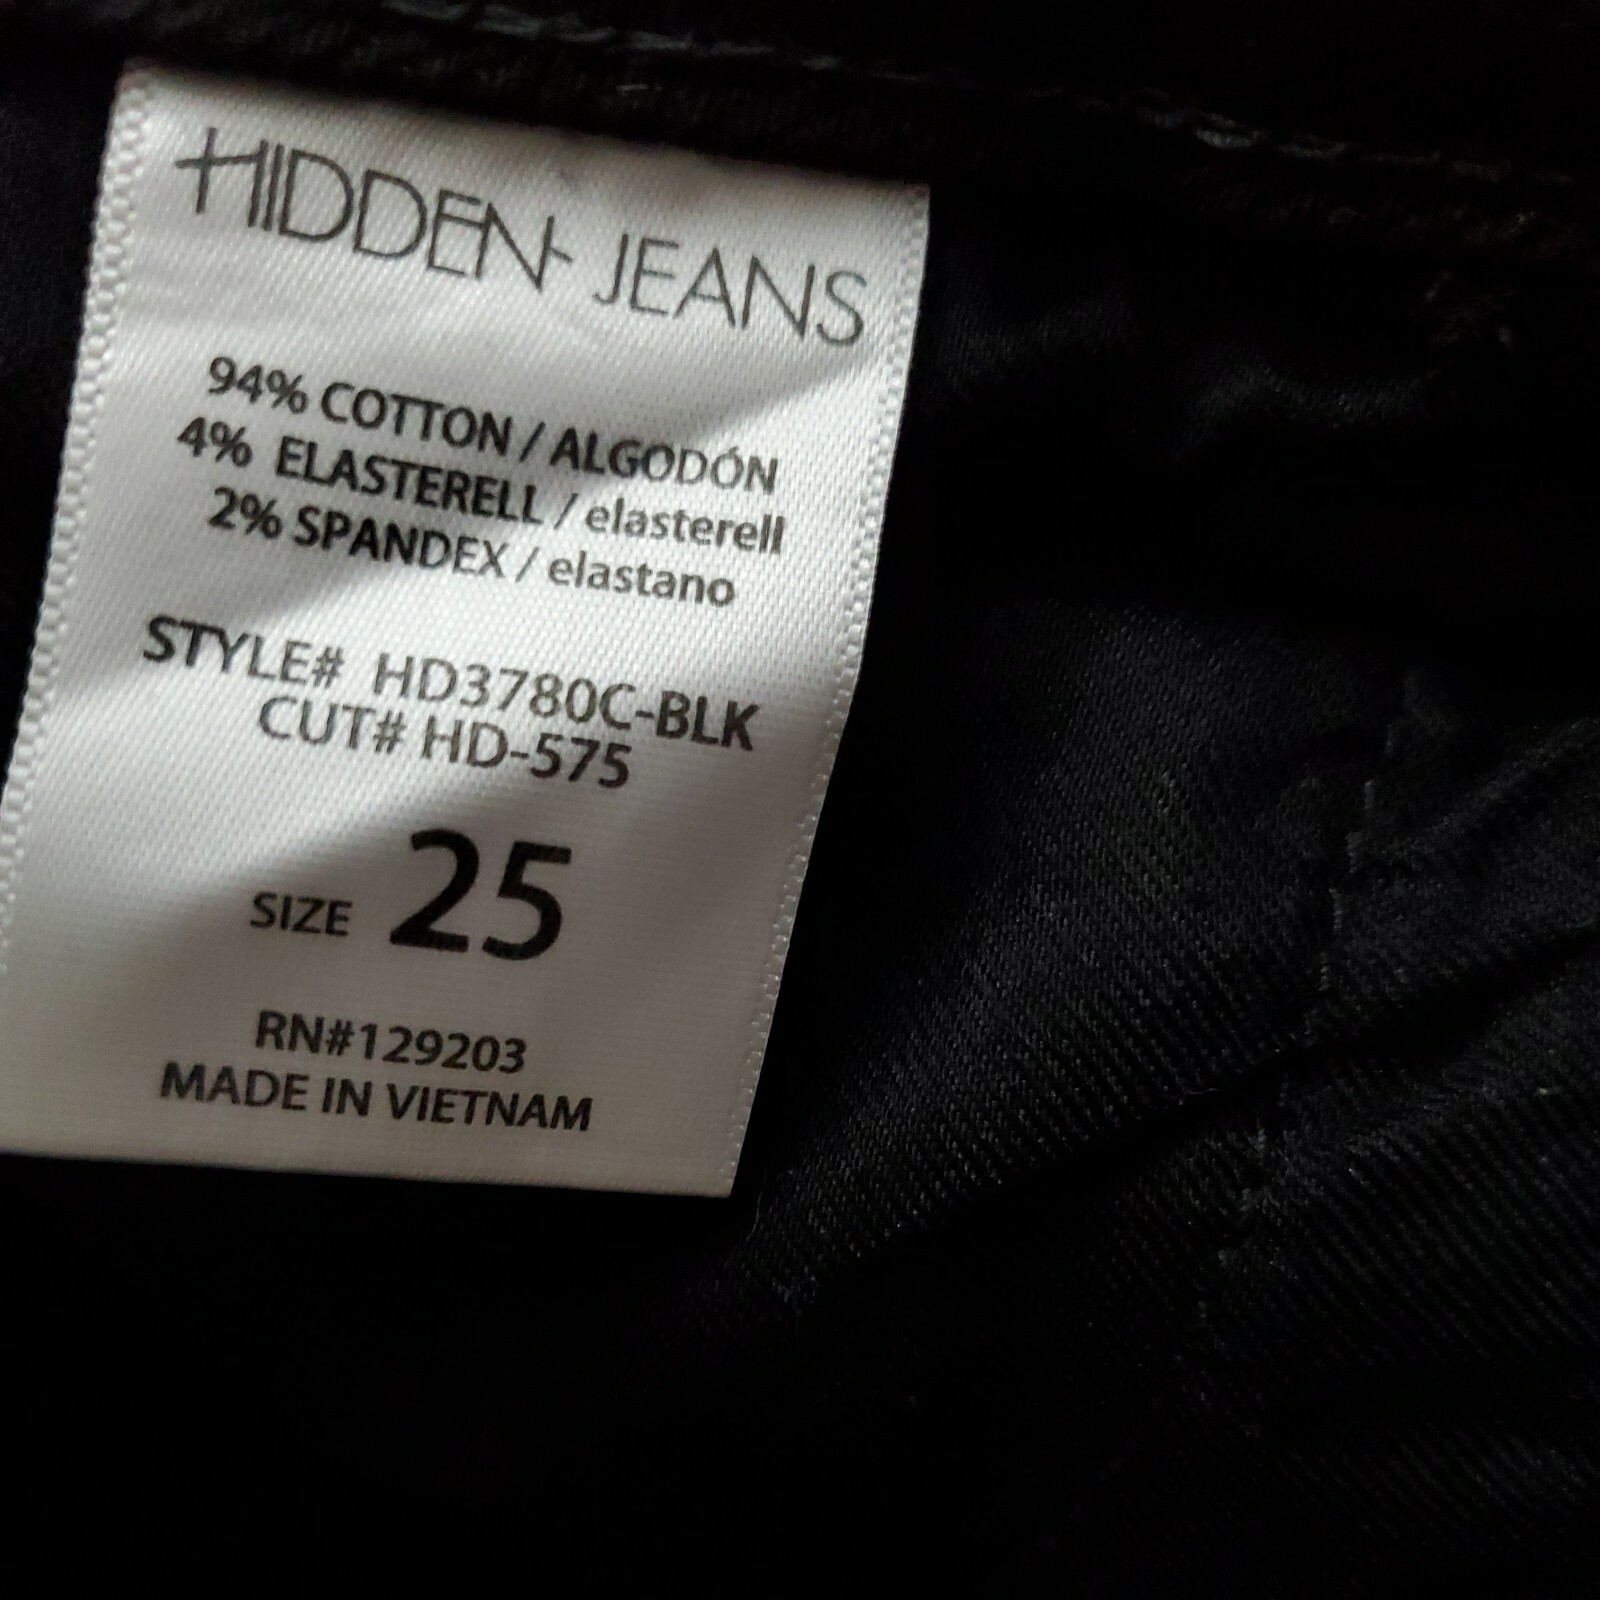 HIDDEN JEANS
94% COTTON / ALGODÓN
4% ELASTERELL / elasterell
2% SPANDEX / elastano
STYLE# HD3780C-BLK
CUT# HD-575
SIZE 25
RN#129203
MADE IN VIETNAM